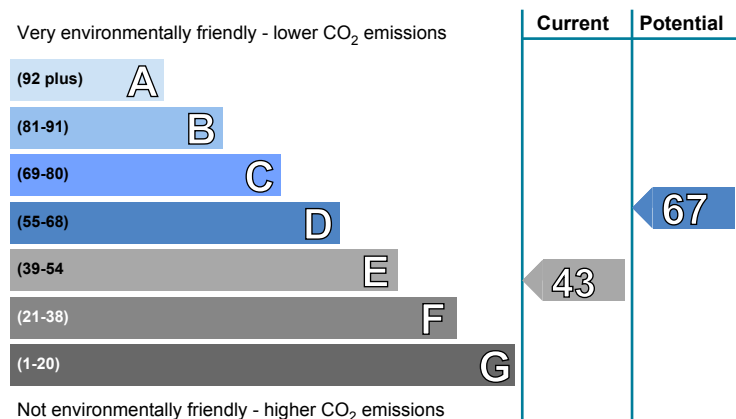 Very environmentally friendly - lower CO₂ emissions
Current
Potential
(92 plus) A
(81-91) B
(69-80) C
(55-68) D
67
(39-54 E
43
(21-38) F
(1-20) G
Not environmentally friendly - higher CO₂ emissions